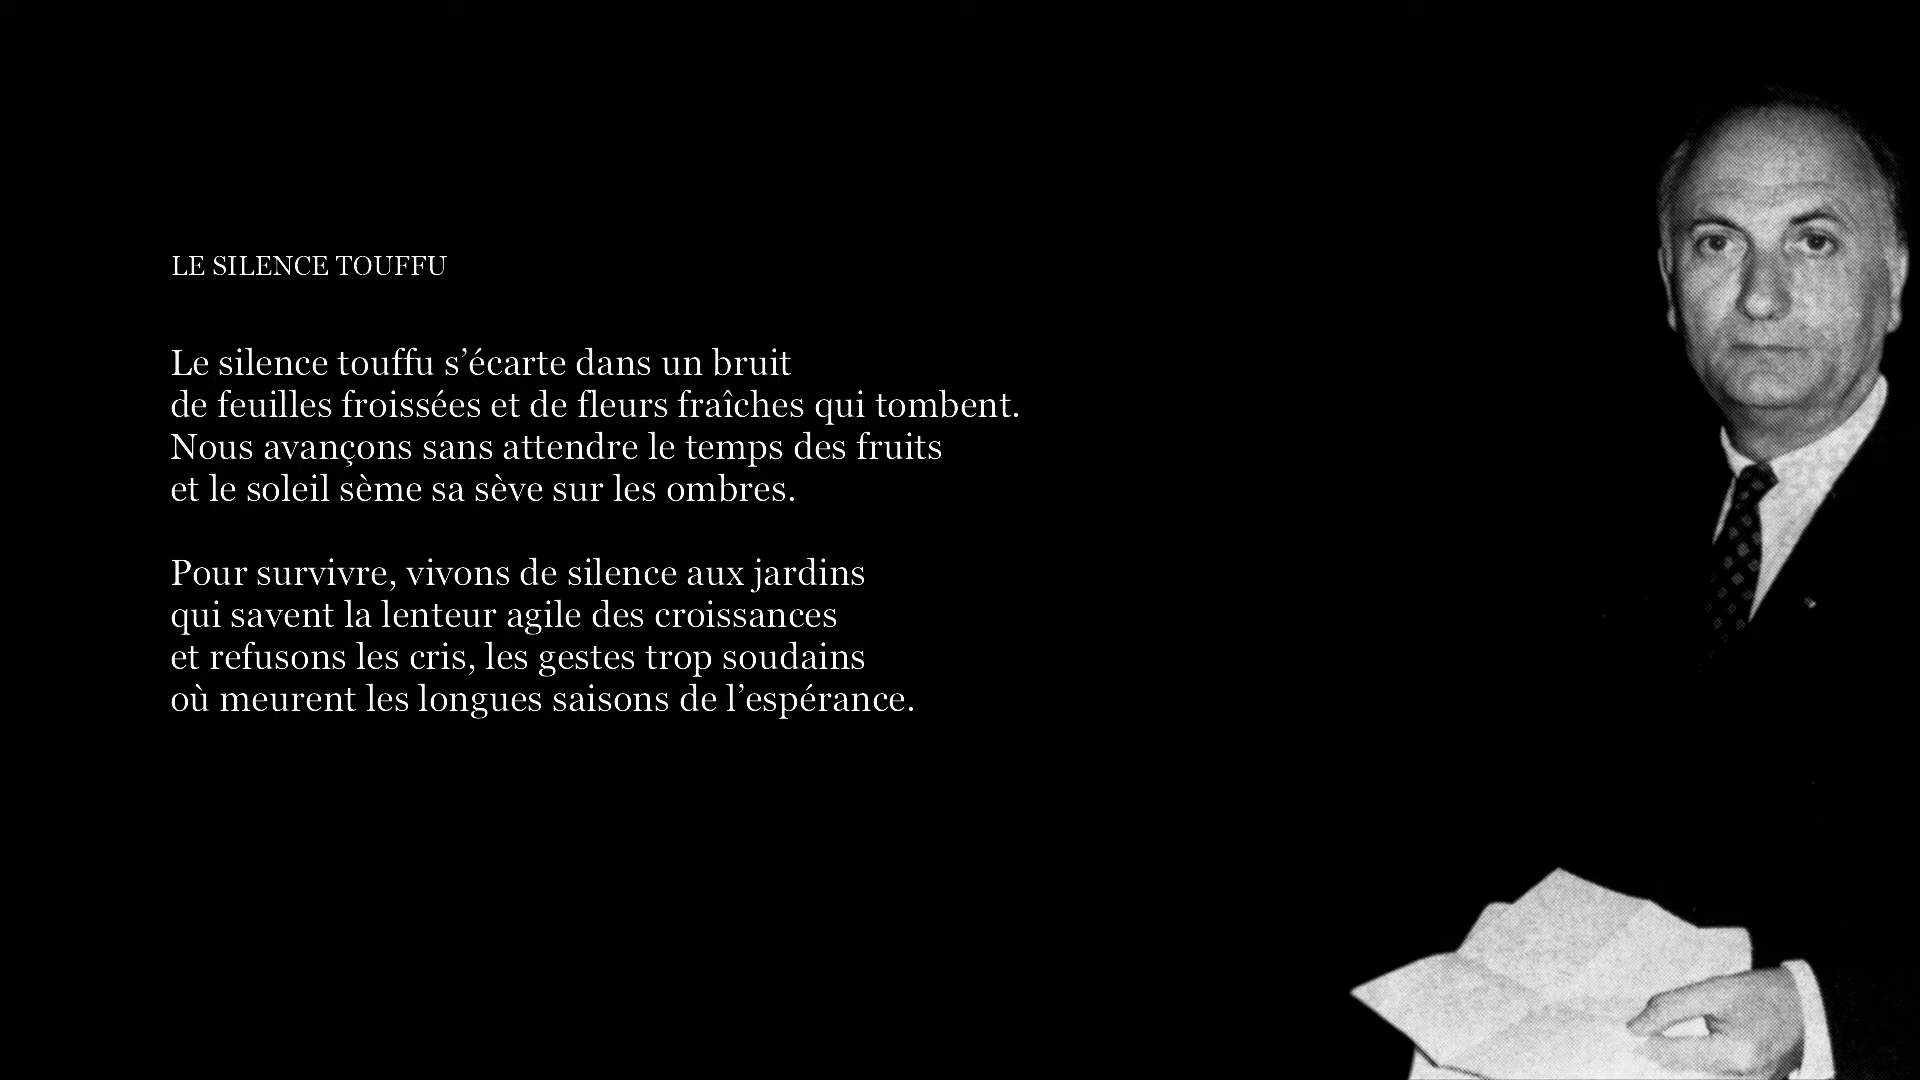 LE SILENCE TOUFFU
Le silence touffu s’écarte dans un bruit
de feuilles froissées et de fleurs fraîches qui tombent.
Nous avançons sans attendre le temps des fruits
et le soleil sème sa sève sur les ombres.
Pour survivre, vivons de silence aux jardins
qui savent la lenteur agile des croissances
et refusons les cris, les gestes trop soudains
où meurent les longues saisons de l’espérance.